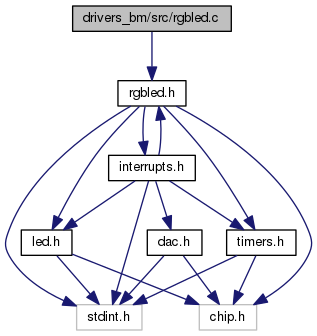 drivers_bm/src/rgbled.c
rgbled.h
interrupts.h
led.h
dac.h
timers.h
stdint.h
chip.h